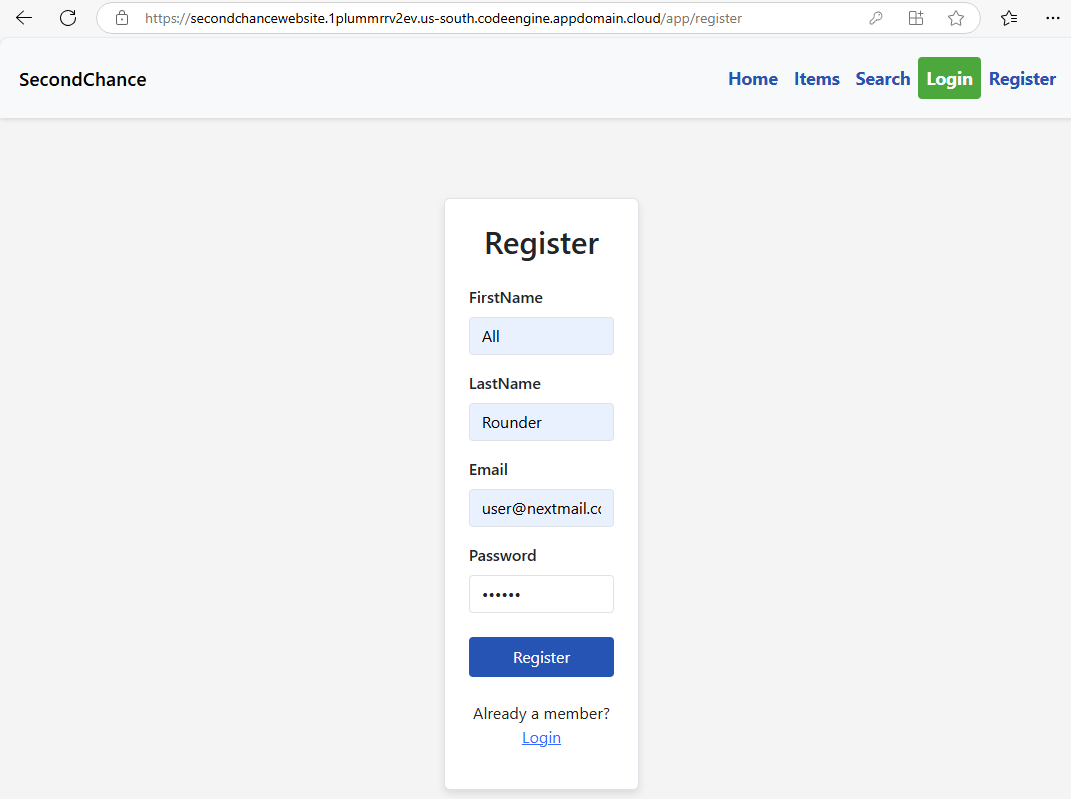 https://secondchancewebsite.1plummrrv2ev.us-south.codeengine.appdomain.cloud/app/register
SecondChance
Home Items Search Login Register
Register
FirstName
All
LastName
Rounder
Email
user@nextmail.co
Password
••••••
Register
Already a member?
Login